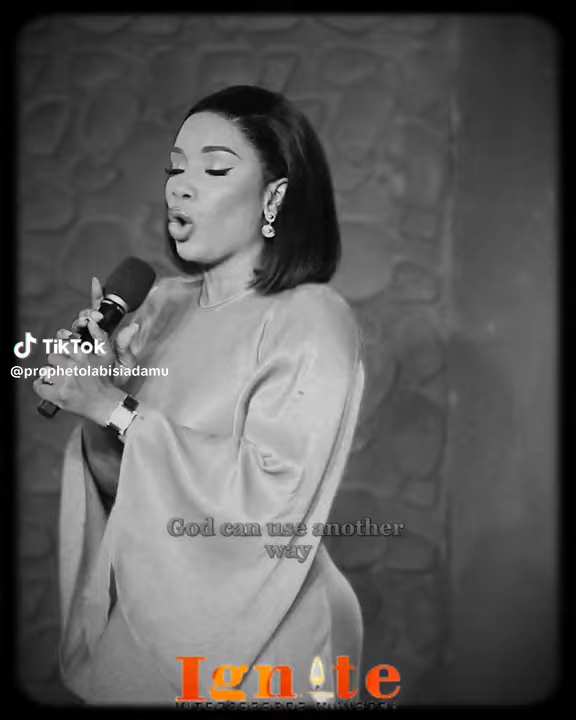 TikTok
@prophetolabisiadamu
God can use another
way
Ignite